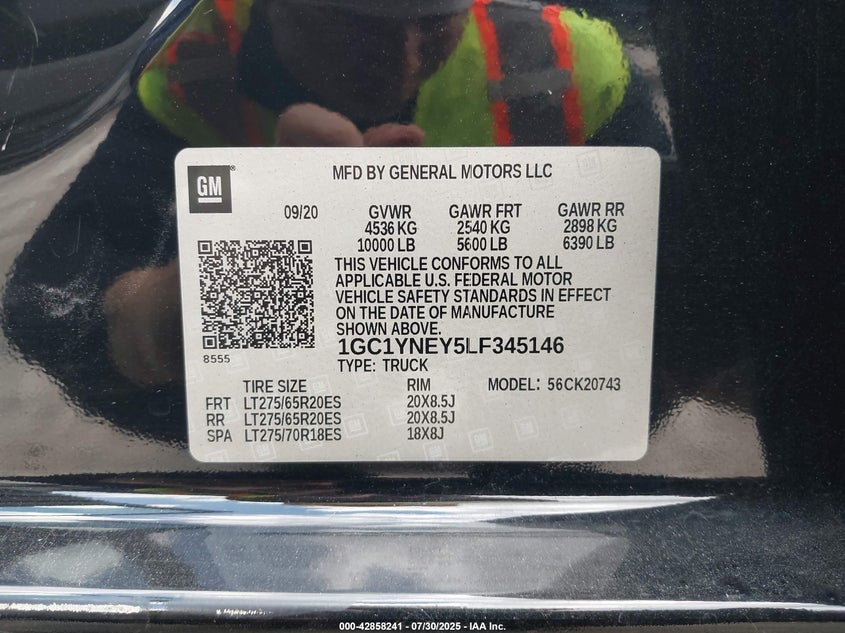 GM
MFD BY GENERAL MOTORS LLC
09/20 GVWR GAWR FRT GAWR RR
4536 KG 2540 KG 2898 KG
10000 LB 5600 LB 6390 LB
THIS VEHICLE CONFORMS TO ALL
APPLICABLE U.S. FEDERAL MOTOR
VEHICLE SAFETY STANDARDS IN EFFECT
ON THE DATE OF MANUFACTURE
SHOWN ABOVE.
8555
1GC1YNEY5LF345146
TYPE: TRUCK
TIRE SIZE RIM MODEL: 56CK20743
FRT LT275/65R20ES 20X8.5J
RR LT275/65R20ES 20X8.5J
SPA LT275/70R18ES 18X8J
000-42858241 - 07/30/2025 - IAA Inc.